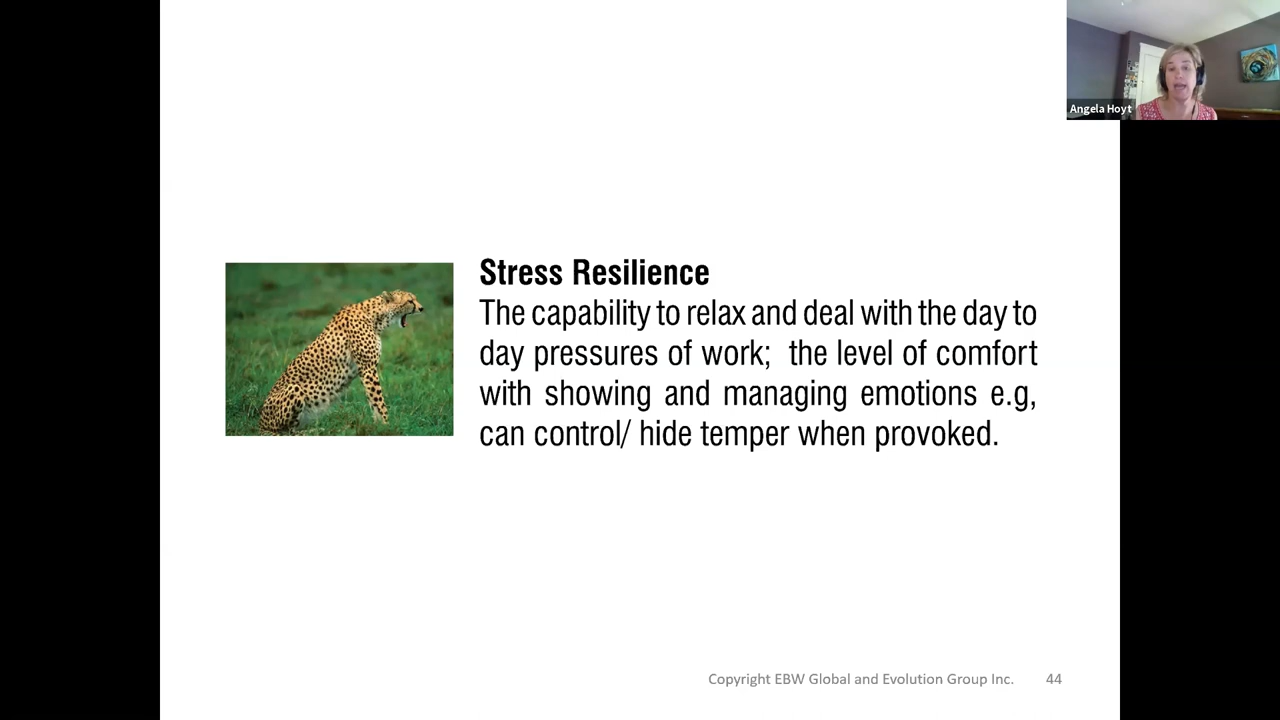 Angela Hoyt
Stress Resilience
The capability to relax and deal with the day to
day pressures of work; the level of comfort
with showing and managing emotions e.g,
can control/ hide temper when provoked.
Copyright EBW Global and Evolution Group Inc. 44